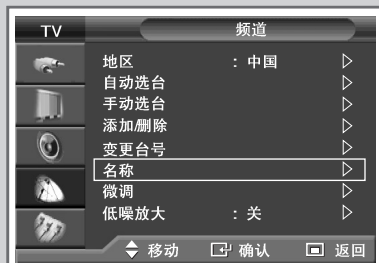 TV 频道
地区 : 中国
自动选台
手动选台
添加/删除
变更台号
名称
微调
低噪放大 : 关
移动 确认 返回